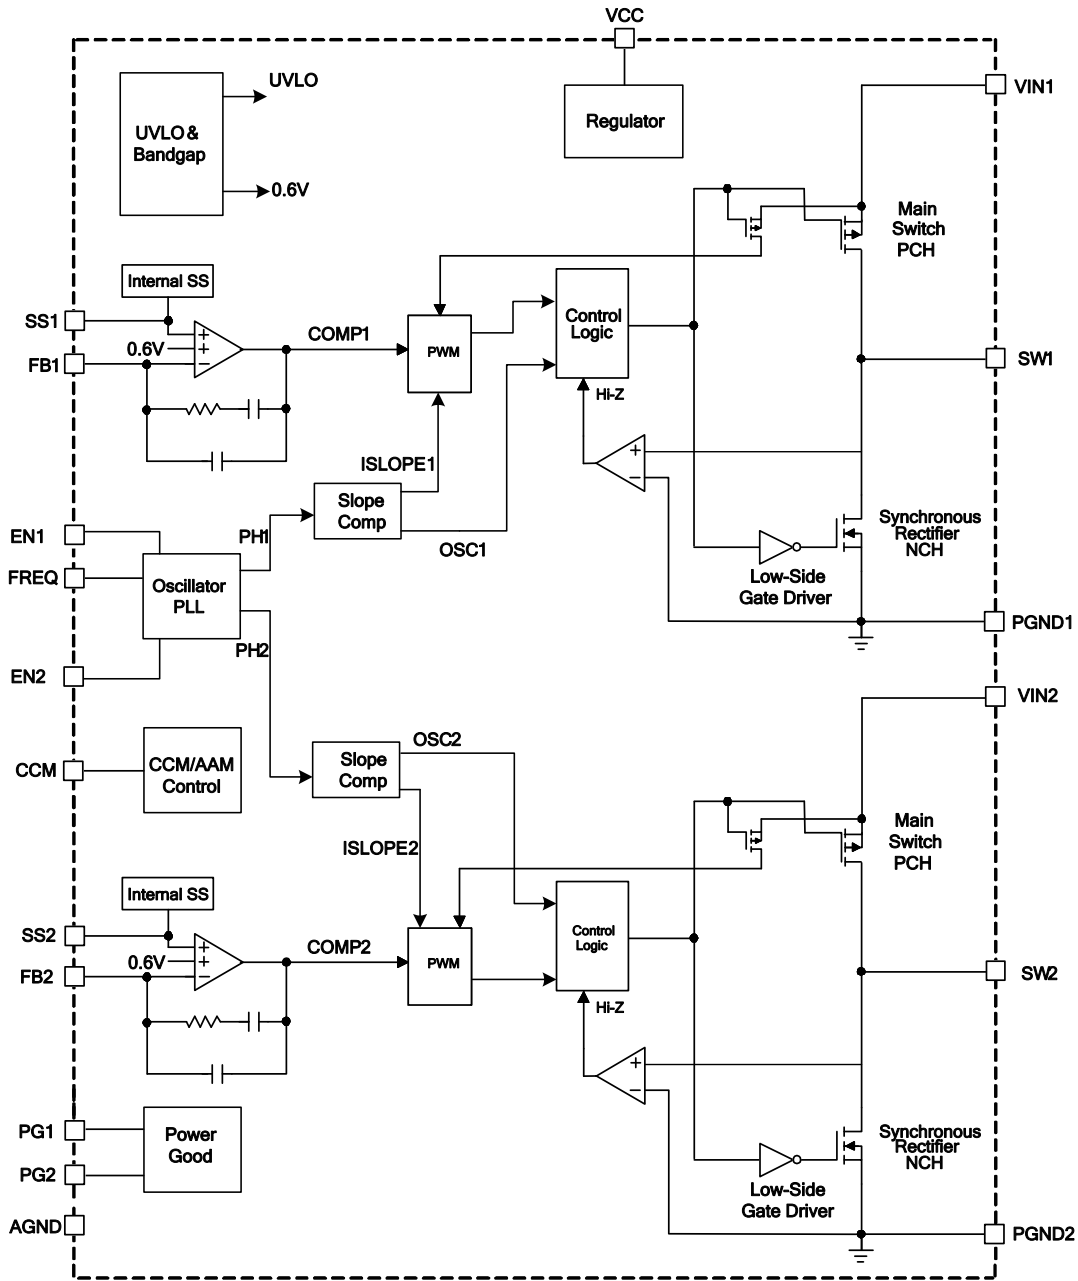 VCC
UVLO
VIN1
UVLO &
Bandgap
Regulator
0.6V
Main
Switch
PCH
Internal SS
SS1
+
0.6V
+
FB1
−
COMP1
PWM
Control
Logic
SW1
Hi-Z
+
−
ISLOPE1
Slope
Comp
OSC1
PH1
EN1
FREQ
Oscillator
PLL
Synchronous
Rectifier
NCH
Low-Side
Gate Driver
PGND1
PH2
EN2
VIN2
CCM
CCM/AAM
Control
Slope
Comp
OSC2
ISLOPE2
Main
Switch
PCH
Internal SS
SS2
+
0.6V
+
FB2
−
COMP2
PWM
Control
Logic
SW2
Hi-Z
+
−
PG1
PG2
Power
Good
Synchronous
Rectifier
NCH
Low-Side
Gate Driver
AGND
PGND2